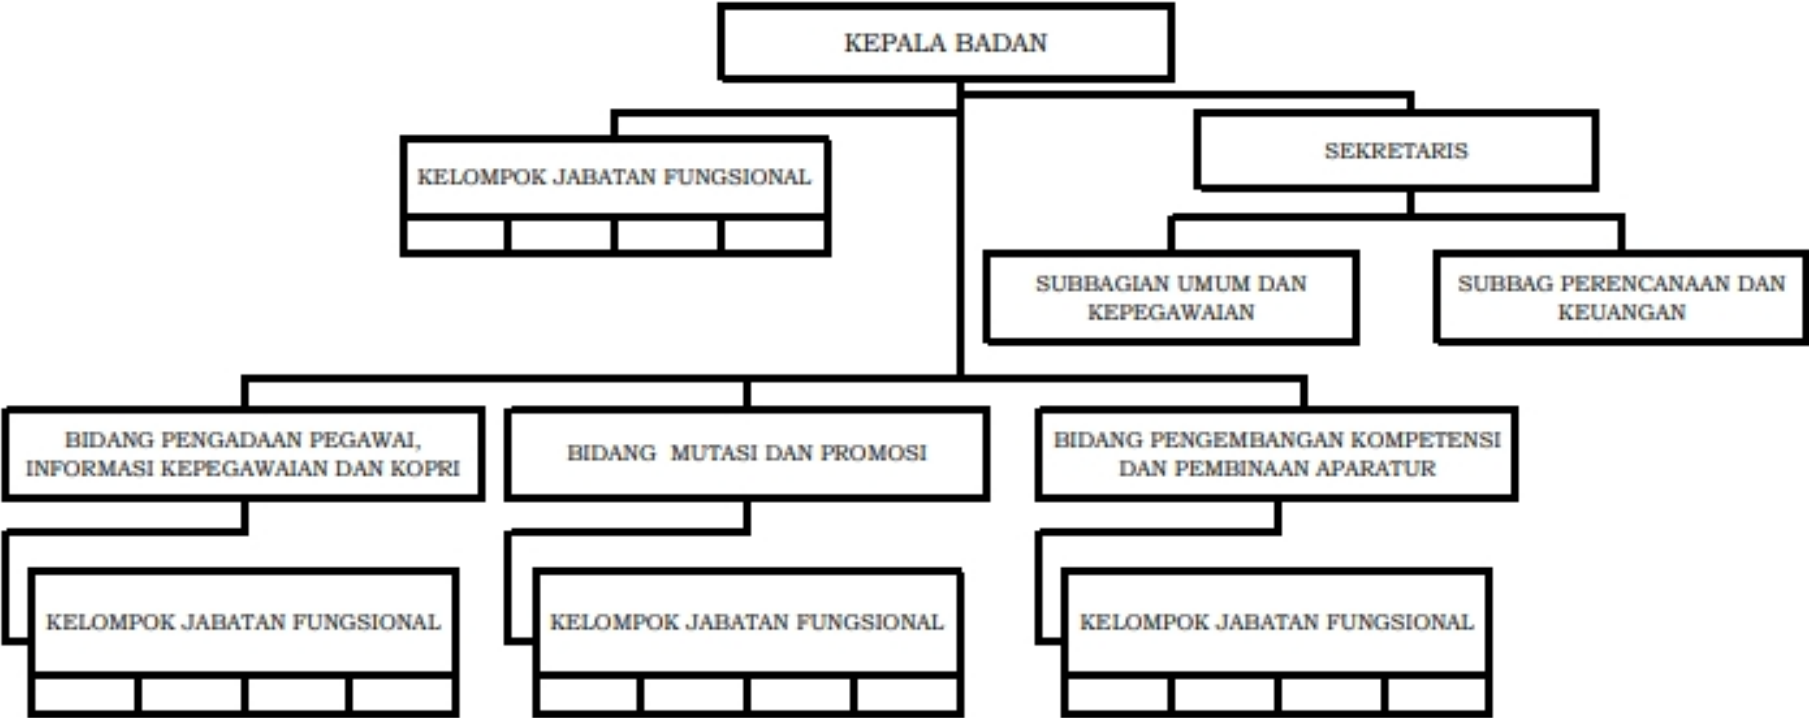 KEPALA BADAN
SEKRETARIS
KELOMPOK JABATAN FUNGSIONAL
SUBBAGIAN UMUM DAN
KEPEGAWAIAN
SUBBAG PERENCANAAN DAN
KEUANGAN
BIDANG PENGADAAN PEGAWAI,
INFORMASI KEPEGAWAIAN DAN KOPRI
BIDANG  MUTASI DAN PROMOSI
BIDANG PENGEMBANGAN KOMPETENSI
DAN PEMBINAAN APARATUR
KELOMPOK JABATAN FUNGSIONAL
KELOMPOK JABATAN FUNGSIONAL
KELOMPOK JABATAN FUNGSIONAL